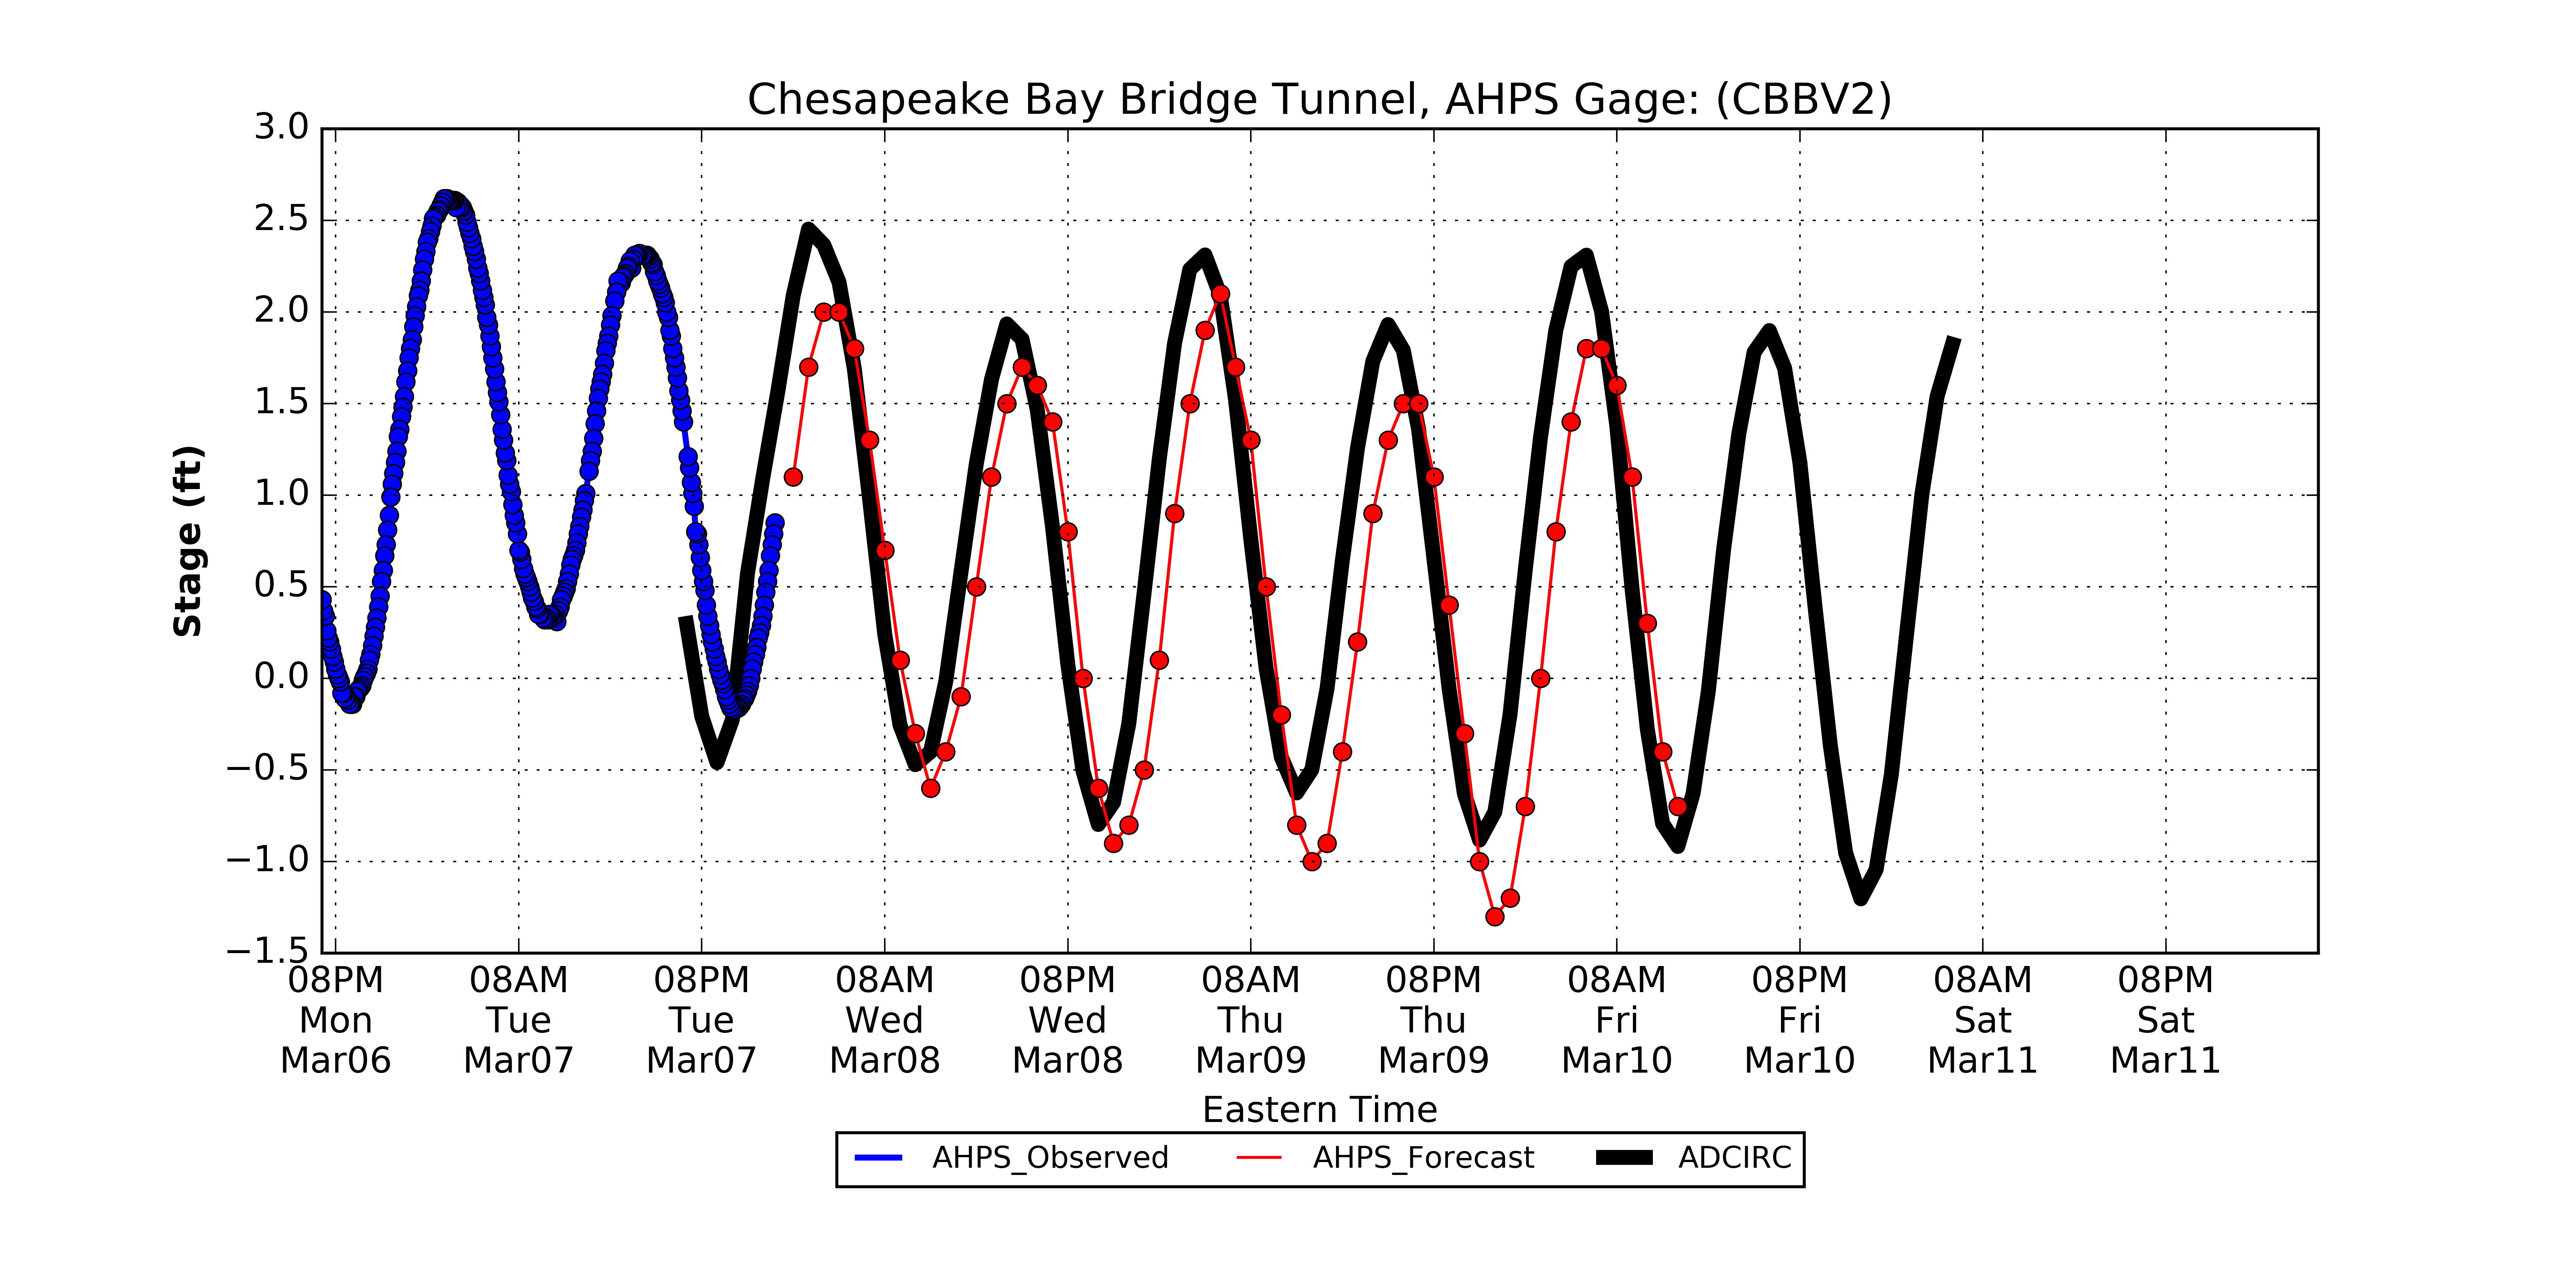 Chesapeake Bay Bridge Tunnel, AHPS Gage: (CBBV2)
3.0
2.5
2.0
1.5
1.0
0.5
0.0
−0.5
−1.0
−1.5
Stage (ft)
08PM 08AM 08PM 08AM 08PM 08AM 08PM 08AM 08PM 08AM 08PM
Mon Tue Tue Wed Wed Thu Thu Fri Fri Sat Sat
Mar06 Mar07 Mar07 Mar08 Mar08 Mar09 Mar09 Mar10 Mar10 Mar11 Mar11
Eastern Time
AHPS_Observed AHPS_Forecast ADCIRC